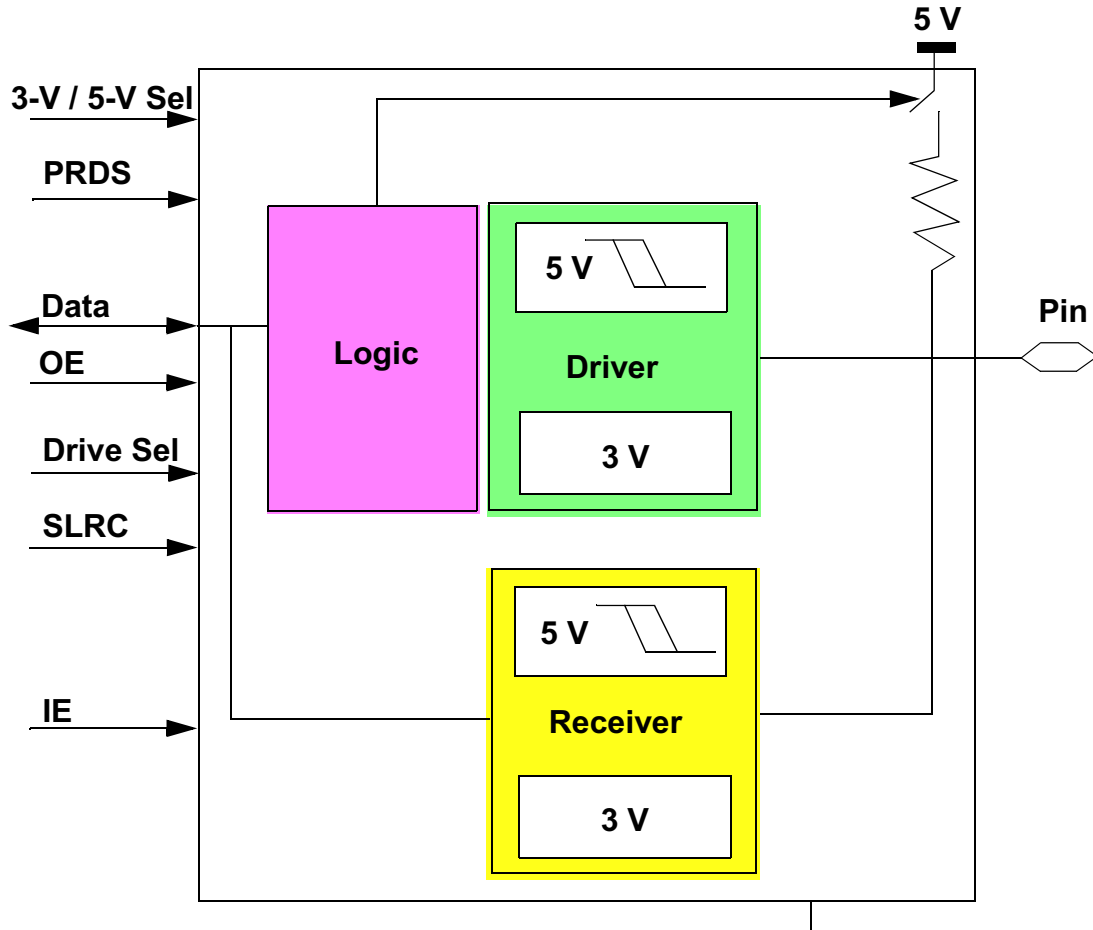 5 V
3-V / 5-V Sel
PRDS
Data
OE
Drive Sel
SLRC
IE
Logic
5 V
Driver
3 V
5 V
Receiver
3 V
Pin